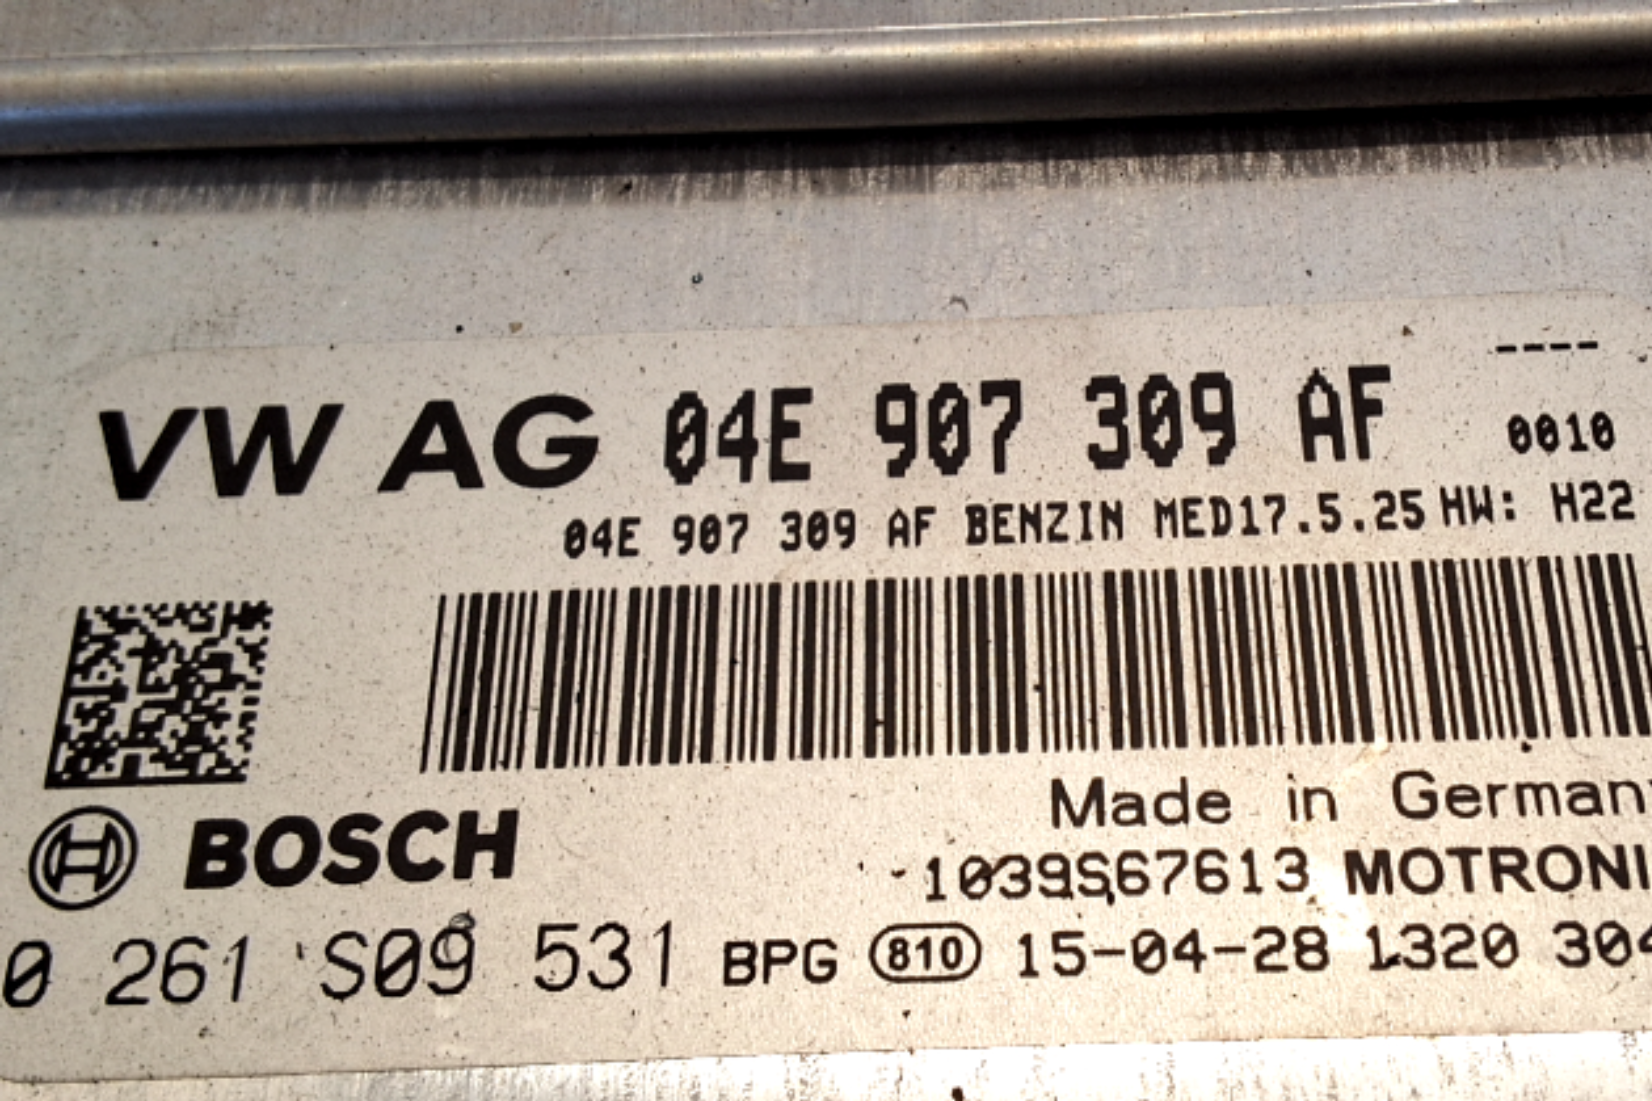 ----
VW AG 04E 907 309 AF 0010
04E 907 309 AF BENZIN MED17.5.25 HW: H22
Made in German
BOSCH 1039S67613 MOTRONI
0 261 S09 531 BPG 810 15-04-28 1320 304